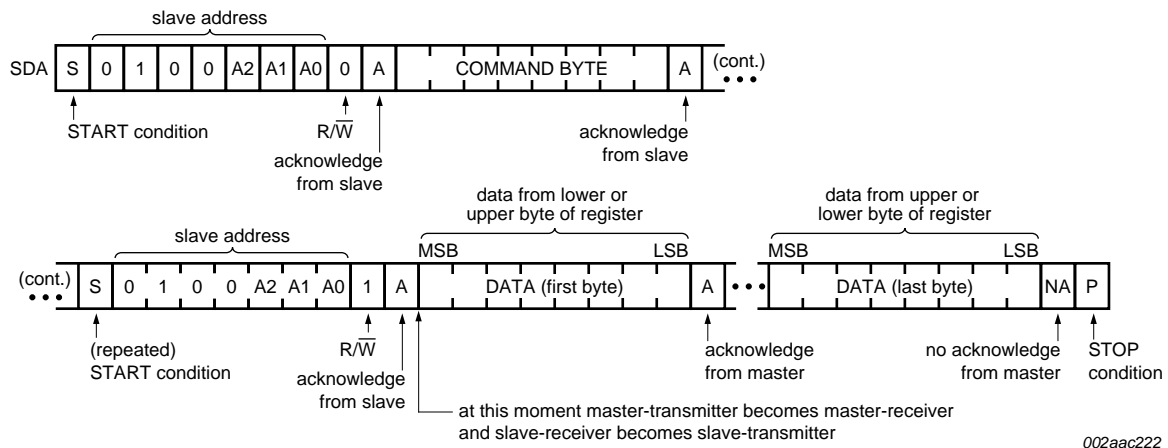 slave address
SDA S 0 1 0 0 A2 A1 A0 0 A COMMAND BYTE A (cont.)
START condition
R/W̅
acknowledge
from slave
acknowledge
from slave
data from lower or
upper byte of register
data from upper or
lower byte of register
slave address
MSB LSB MSB LSB
(cont.) S 0 1 0 0 A2 A1 A0 1 A DATA (first byte) A DATA (last byte) NA P
(repeated)
START condition
R/W̅
acknowledge
from slave
acknowledge
from master
no acknowledge
from master
STOP
condition
at this moment master-transmitter becomes master-receiver
and slave-receiver becomes slave-transmitter
002aac222